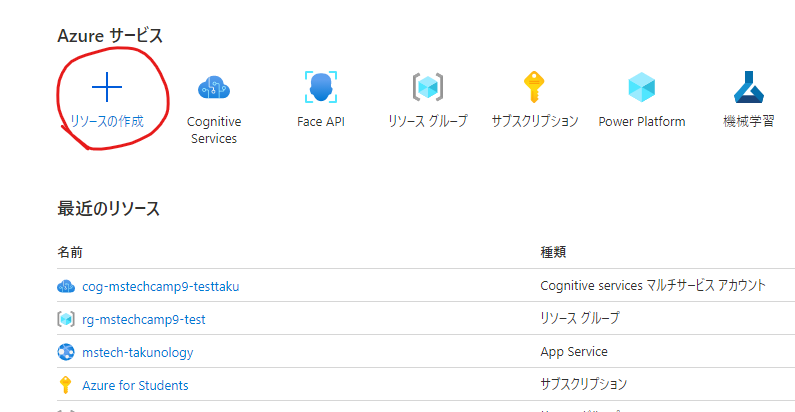 Azure サービス
リソースの作成
Cognitive Services
Face API
リソース グループ
サブスクリプション
Power Platform
機械学習
最近のリソース
名前 種類
cog-mstechcamp9-testtaku Cognitive services マルチサービス アカウント
rg-mstechcamp9-test リソース グループ
mstech-takunology App Service
Azure for Students サブスクリプション